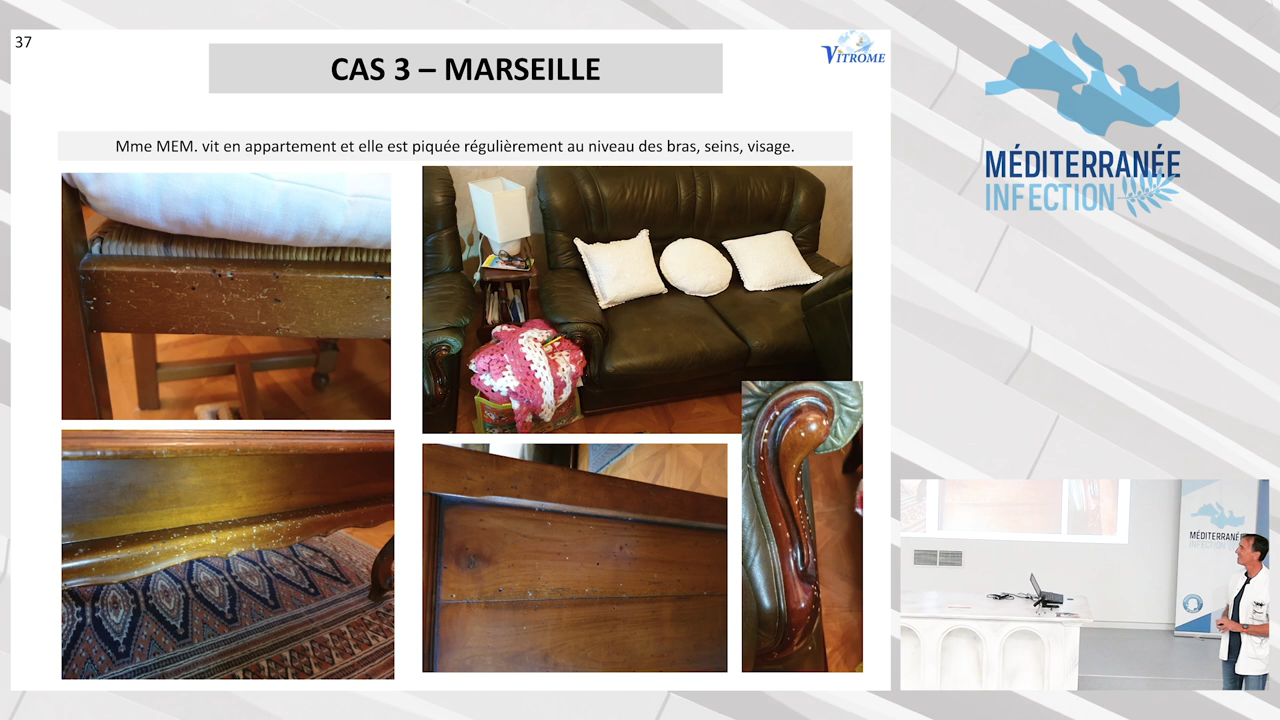 37
CAS 3 – MARSEILLE
VITROME
Mme MEM. vit en appartement et elle est piquée régulièrement au niveau des bras, seins, visage.
MÉDITERRANÉE
INFECTION
MÉDITERRANÉE
INFECTION